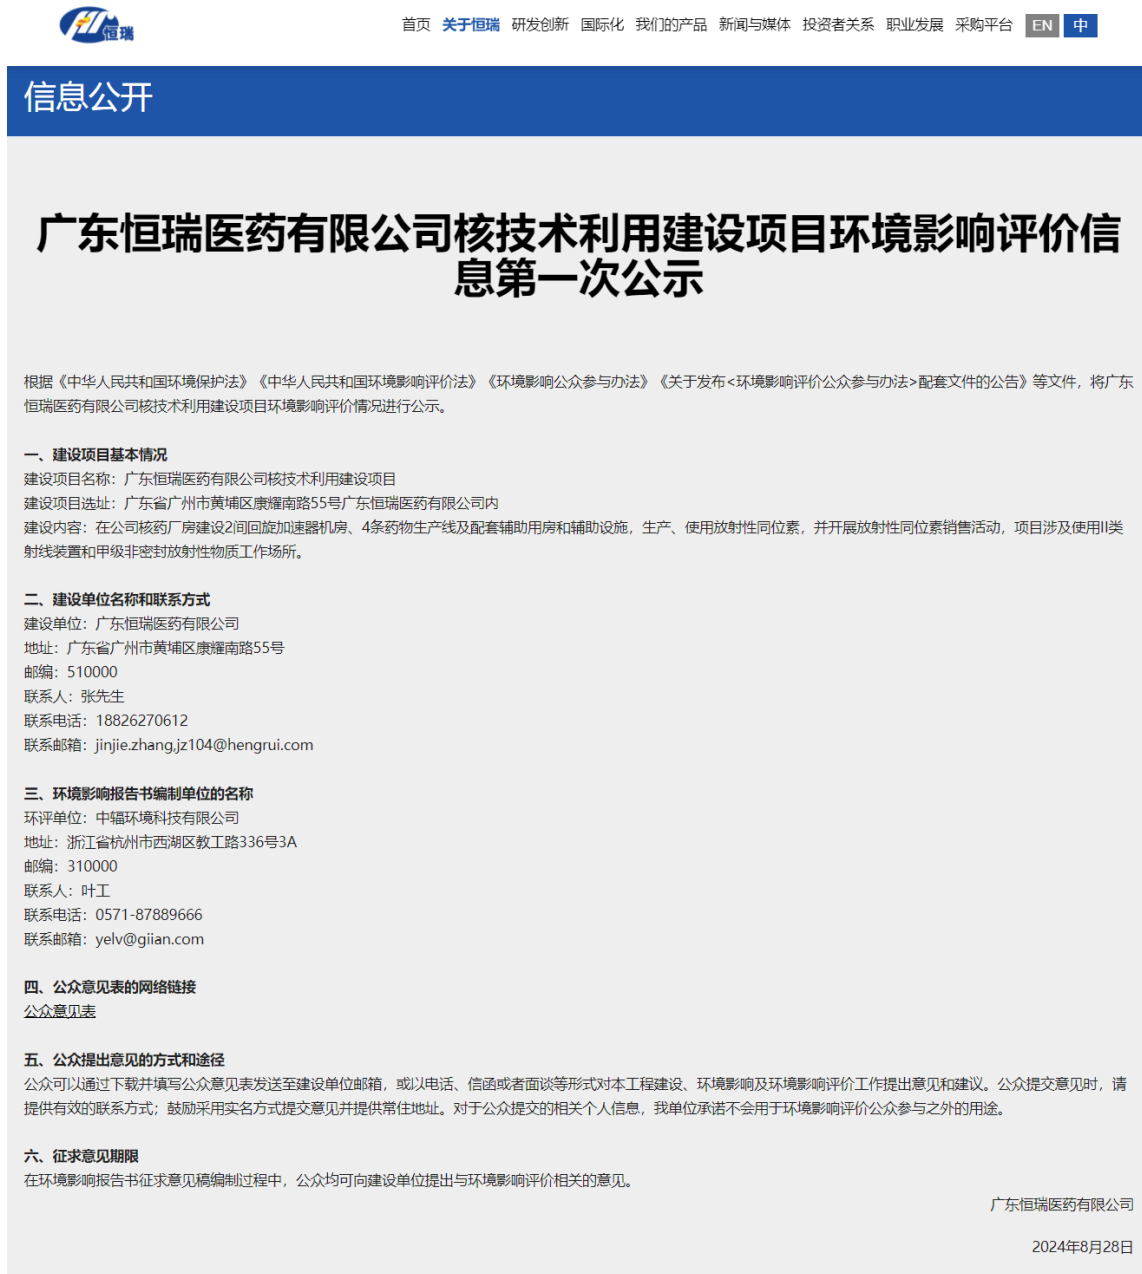 恒瑞
首页 关于恒瑞 研发创新 国际化 我们的产品 新闻与媒体 投资者关系 职业发展 采购平台 EN 中
信息公开
广东恒瑞医药有限公司核技术利用建设项目环境影响评价信
息第一次公示
根据《中华人民共和国环境保护法》《中华人民共和国环境影响评价法》《环境影响公众参与办法》《关于发布<环境影响评价公众参与办法>配套文件的公告》等文件，将广东
恒瑞医药有限公司核技术利用建设项目环境影响评价情况进行公示。
一、建设项目基本情况
建设项目名称：广东恒瑞医药有限公司核技术利用建设项目
建设项目选址：广东省广州市黄埔区康耀南路55号广东恒瑞医药有限公司内
建设内容：在公司核药厂房建设2间回旋加速器机房、4条药物生产线及配套辅助用房和辅助设施，生产、使用放射性同位素，并开展放射性同位素销售活动，项目涉及使用II类
射线装置和甲级非密封放射性物质工作场所。
二、建设单位名称和联系方式
建设单位：广东恒瑞医药有限公司
地址：广东省广州市黄埔区康耀南路55号
邮编：510000
联系人：张先生
联系电话：18826270612
联系邮箱：jinjie.zhang.jz104@hengrui.com
三、环境影响报告书编制单位的名称
环评单位：中辐环境科技有限公司
地址：浙江省杭州市西湖区教工路336号3A
邮编：310000
联系人：叶工
联系电话：0571-87889666
联系邮箱：yelv@giian.com
四、公众意见表的网络链接
公众意见表
五、公众提出意见的方式和途径
公众可以通过下载并填写公众意见表发送至建设单位邮箱，或以电话、信函或者面谈等形式对本工程建设、环境影响及环境影响评价工作提出意见和建议。公众提交意见时，请
提供有效的联系方式；鼓励采用实名方式提交意见并提供常住地址。对于公众提交的相关个人信息，我单位承诺不会用于环境影响评价公众参与之外的用途。
六、征求意见期限
在环境影响报告书征求意见稿编制过程中，公众均可向建设单位提出与环境影响评价相关的意见。
广东恒瑞医药有限公司
2024年8月28日